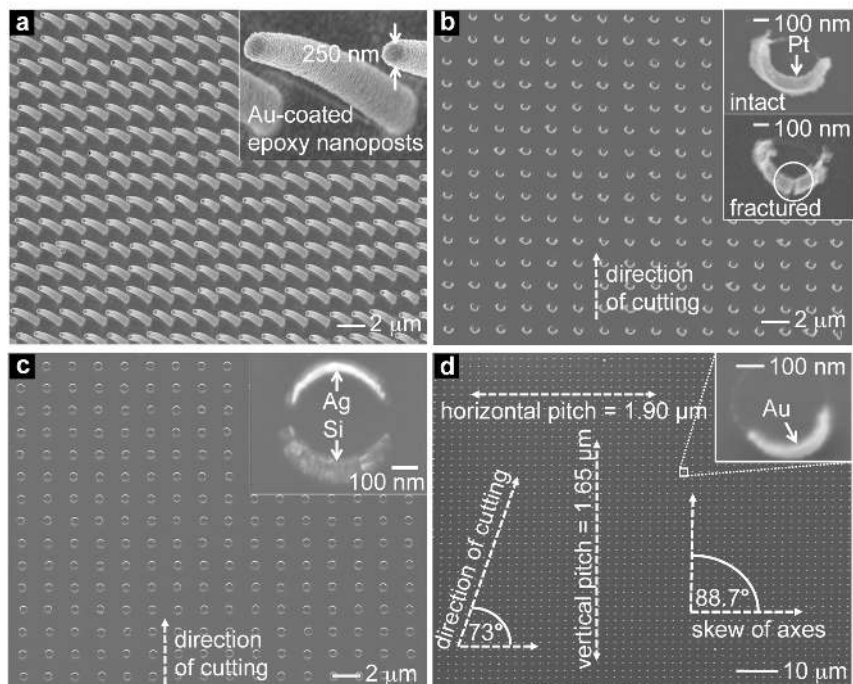 a
250 nm
Au-coated
epoxy nanoposts
2 μm
b
100 nm
Pt
intact
100 nm
fractured
direction
of cutting
2 μm
c
Ag
Si
100 nm
direction
of cutting
2 μm
d
100 nm
Au
horizontal pitch = 1.90 μm
vertical pitch = 1.65 μm
direction of cutting
73°
88.7°
skew of axes
10 μm